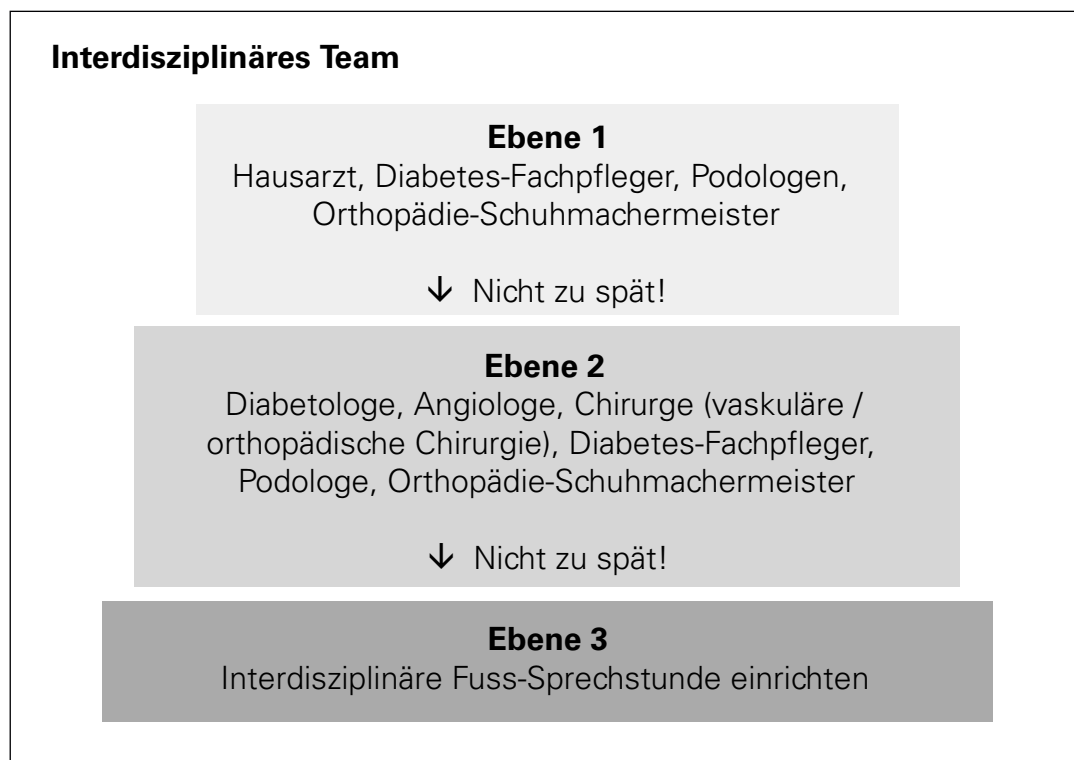 Interdisziplinäres Team
Ebene 1
Hausarzt, Diabetes-Fachpfleger, Podologen,
Orthopädie-Schuhmachermeister
↓ Nicht zu spät!
Ebene 2
Diabetologe, Angiologe, Chirurge (vaskuläre /
orthopädische Chirurgie), Diabetes-Fachpfleger,
Podologe, Orthopädie-Schuhmachermeister
↓ Nicht zu spät!
Ebene 3
Interdisziplinäre Fuss-Sprechstunde einrichten